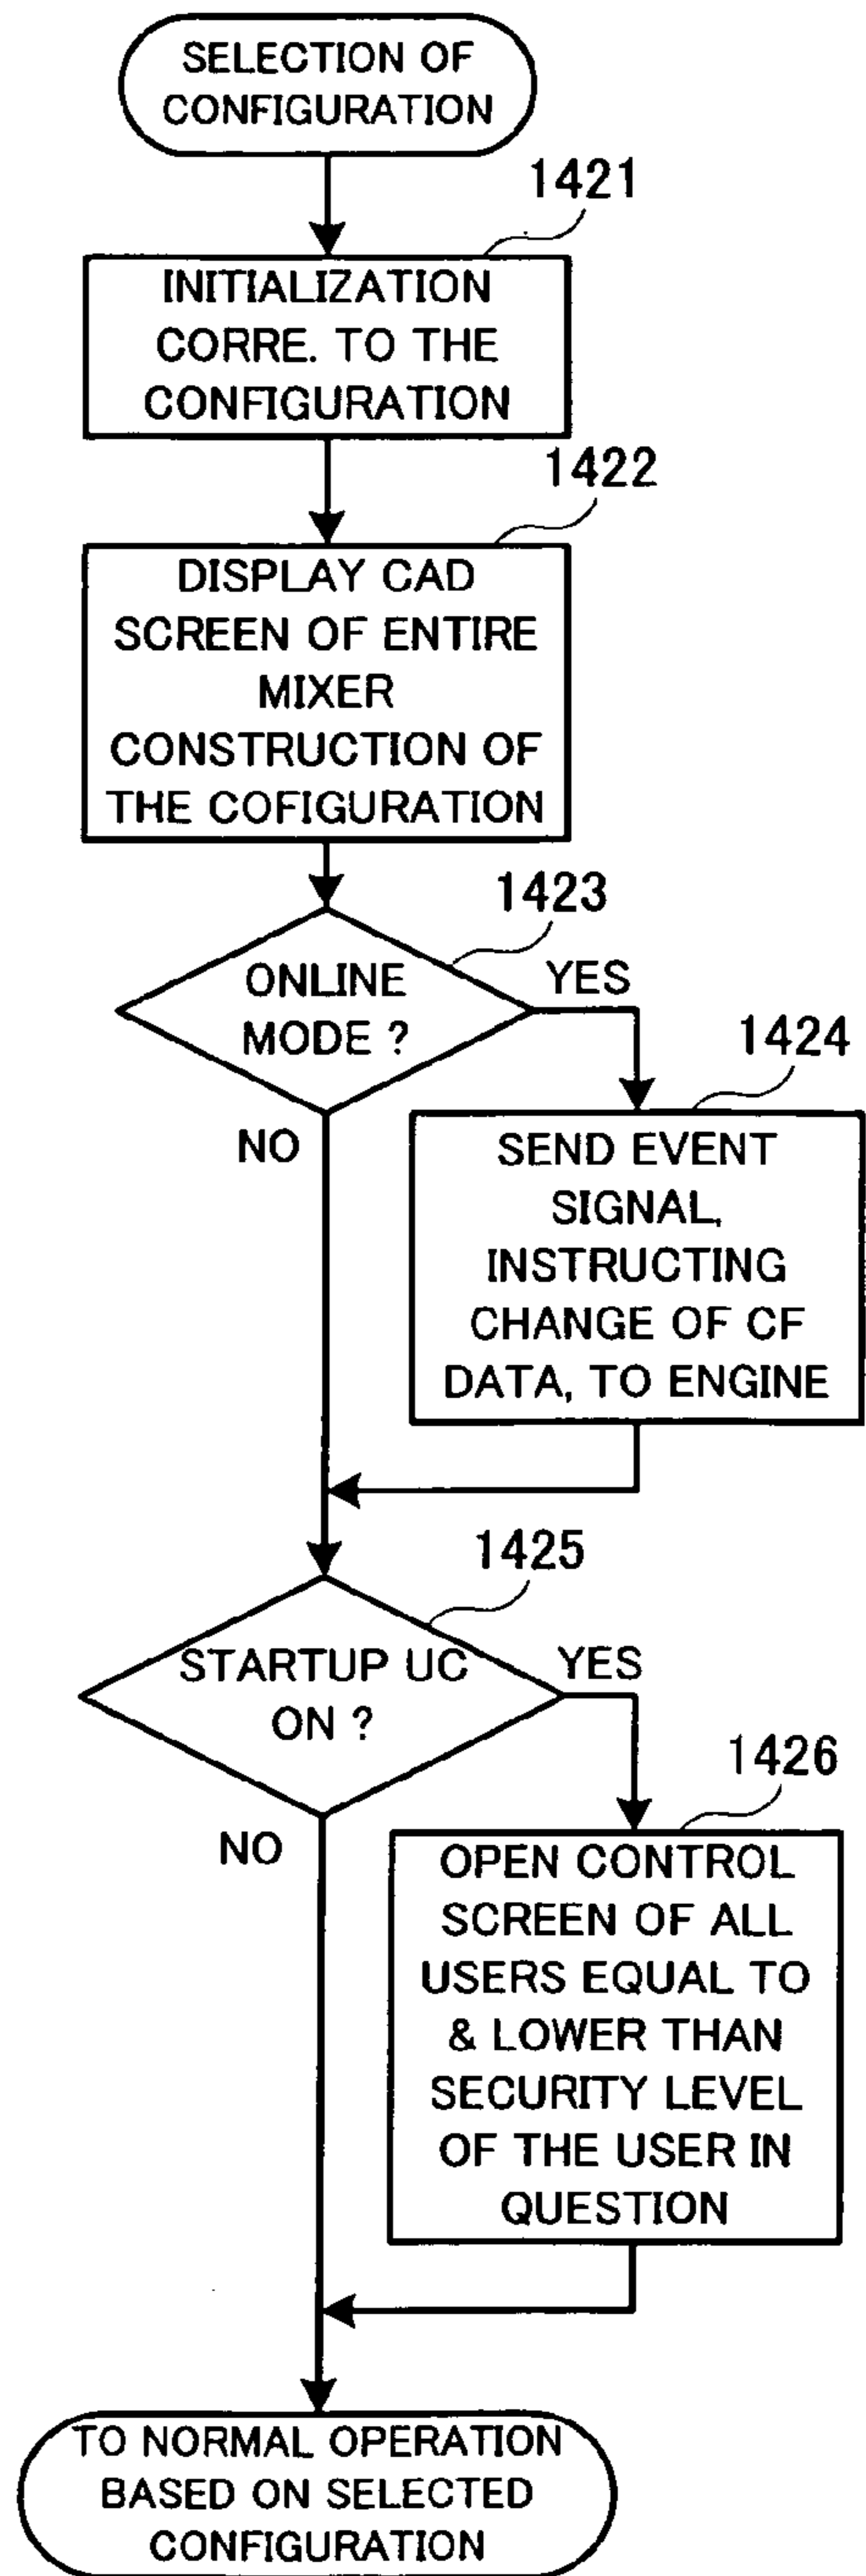 SELECTION OF
CONFIGURATION
1421
INITIALIZATION
CORRE. TO THE
CONFIGURATION
1422
DISPLAY CAD
SCREEN OF ENTIRE
MIXER
CONSTRUCTION OF
THE COFIGURATION
1423
ONLINE
MODE ?
YES
NO
1424
SEND EVENT
SIGNAL,
INSTRUCTING
CHANGE OF CF
DATA, TO ENGINE
1425
STARTUP UC
ON ?
YES
NO
1426
OPEN CONTROL
SCREEN OF ALL
USERS EQUAL TO
& LOWER THAN
SECURITY LEVEL
OF THE USER IN
QUESTION
TO NORMAL OPERATION
BASED ON SELECTED
CONFIGURATION